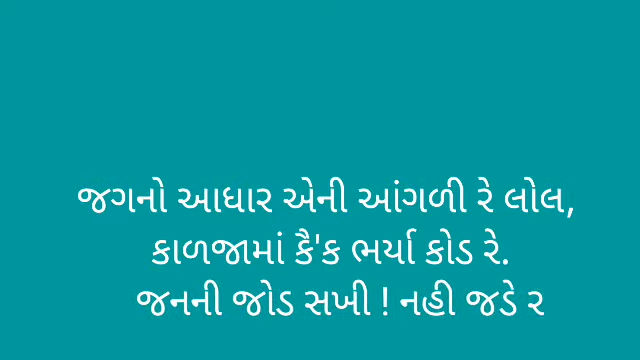 જગનો આધાર એની આંગળી રે લોલ,
કાળજામાં કૈ'ક ભર્યા કોડ રે.
જનની જોડ સખી ! નહી જડે ર